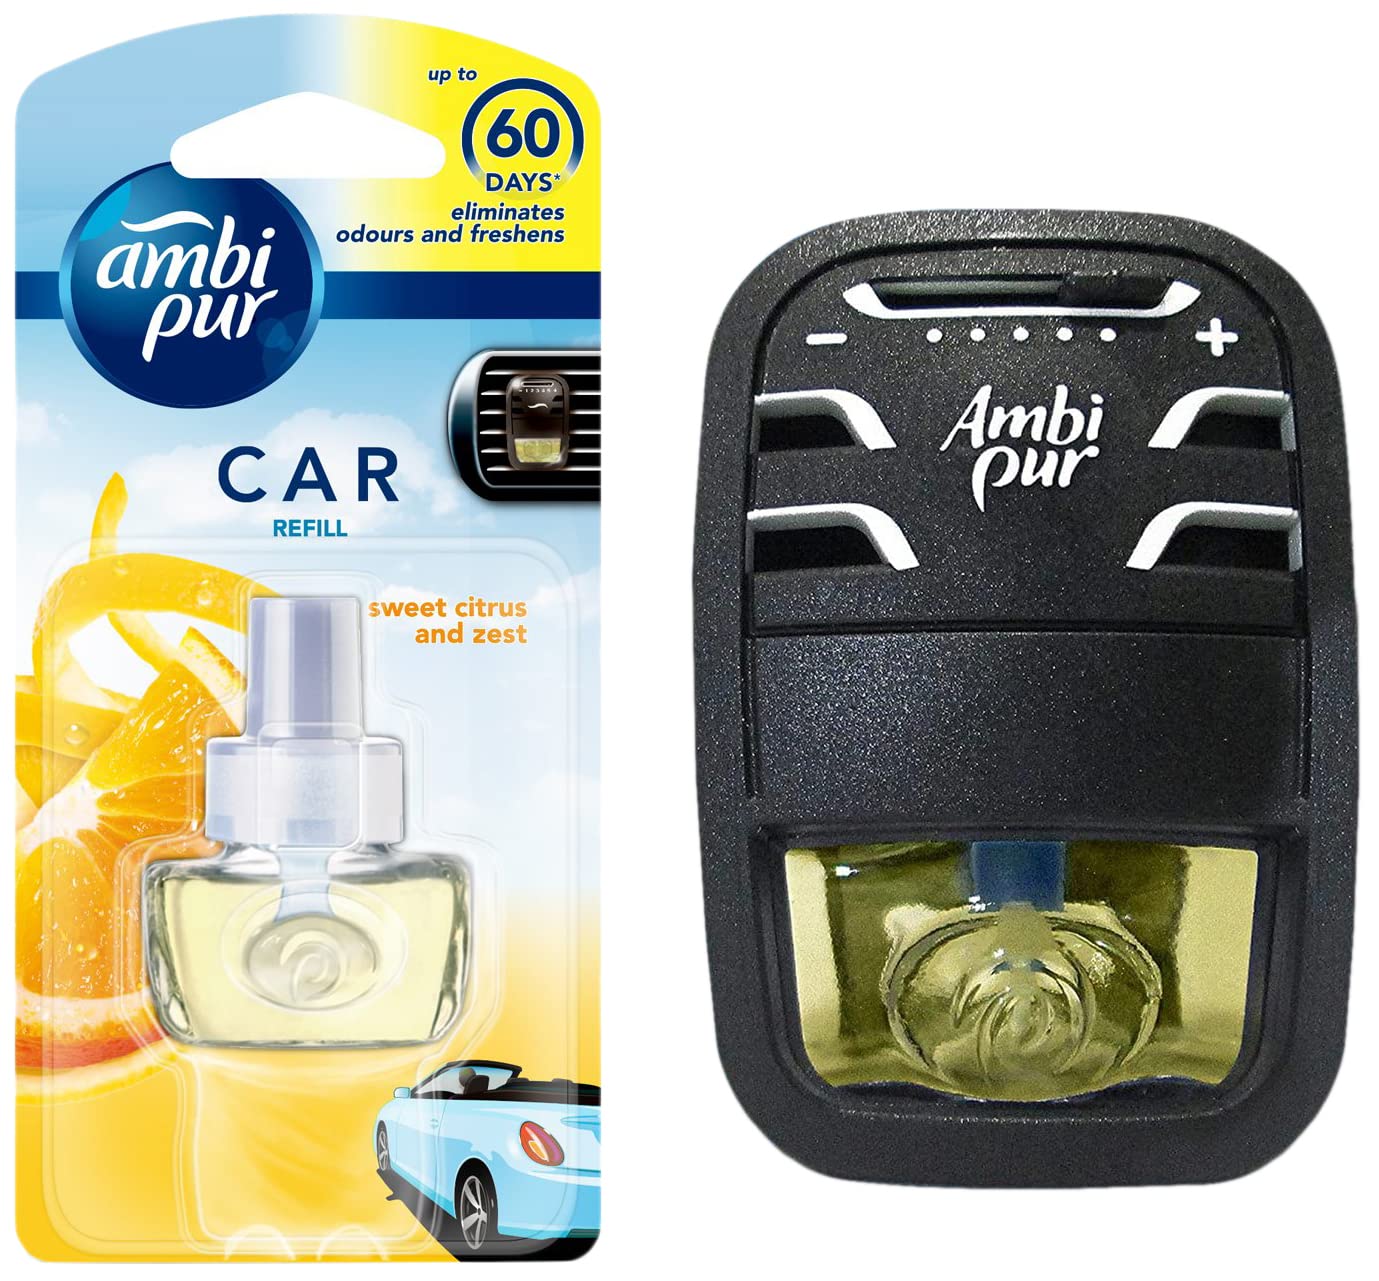 up to
60
DAYS*
eliminates
odours and freshens
ambi
pur
CAR
REFILL
sweet citrus
and zest
- +
Ambi
pur